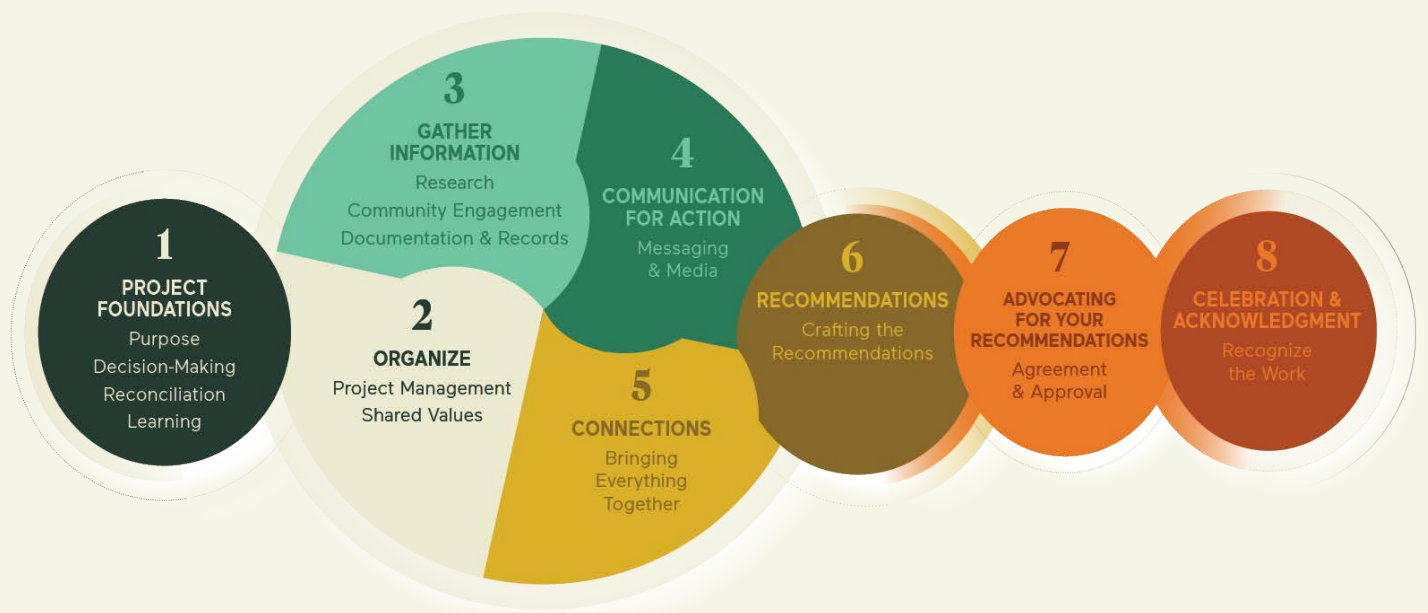 1
PROJECT
FOUNDATIONS
Purpose
Decision-Making
Reconciliation
Learning
2
ORGANIZE
Project Management
Shared Values
3
GATHER
INFORMATION
Research
Community Engagement
Documentation & Records
4
COMMUNICATION
FOR ACTION
Messaging
& Media
5
CONNECTIONS
Bringing
Everything
Together
6
RECOMMENDATIONS
Crafting the
Recommendations
7
ADVOCATING
FOR YOUR
RECOMMENDATIONS
Agreement
& Approval
8
CELEBRATION &
ACKNOWLEDGMENT
Recognize
the Work